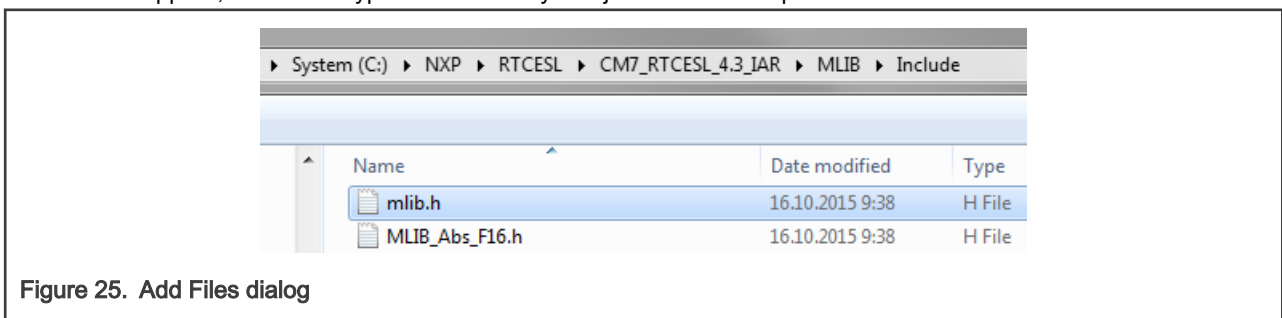 System (C:) ▸ NXP ▸ RTCESL ▸ CM7_RTCESL_4.3_IAR ▸ MLIB ▸ Include
Name Date modified Type
mlib.h 16.10.2015 9:38 H File
MLIB_Abs_F16.h 16.10.2015 9:38 H File
Figure 25. Add Files dialog